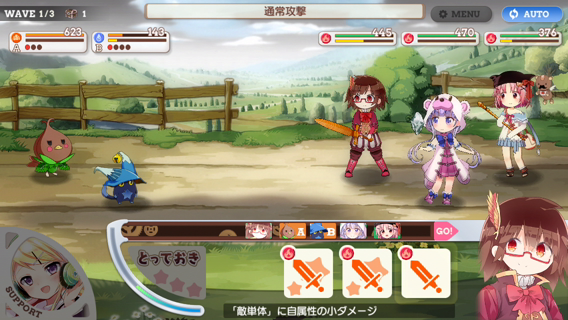 WAVE 1/3
1
通常攻撃
MENU
AUTO
623
143
445
470
376
A
B
A
B
GO!
とっておき
SUPPORT
「敵単体」に自属性の小ダメージ